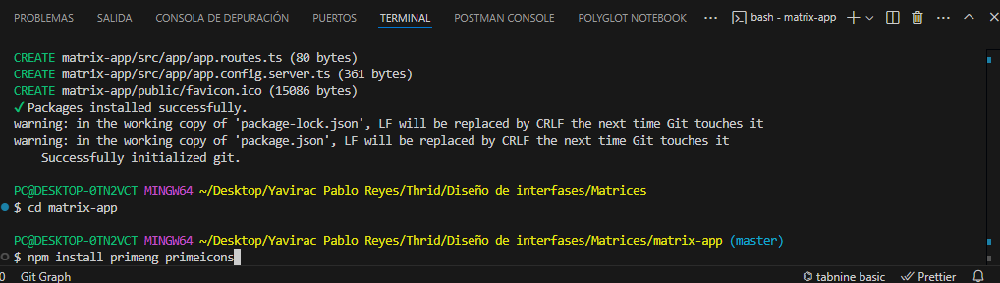 PROBLEMAS SALIDA CONSOLA DE DEPURACIÓN PUERTOS TERMINAL POSTMAN CONSOLE POLYGLOT NOTEBOOK ··· bash - matrix-app
CREATE matrix-app/src/app/app.routes.ts (80 bytes)
CREATE matrix-app/src/app/app.config.server.ts (361 bytes)
CREATE matrix-app/public/favicon.ico (15086 bytes)
✓ Packages installed successfully.
warning: in the working copy of 'package-lock.json', LF will be replaced by CRLF the next time Git touches it
warning: in the working copy of 'package.json', LF will be replaced by CRLF the next time Git touches it
Successfully initialized git.
PC@DESKTOP-0TN2VCT MINGW64 ~/Desktop/Yavirac Pablo Reyes/Thrid/Diseño de interfases/Matrices
$ cd matrix-app
PC@DESKTOP-0TN2VCT MINGW64 ~/Desktop/Yavirac Pablo Reyes/Thrid/Diseño de interfases/Matrices/matrix-app (master)
$ npm install primeng primeicons
0 Git Graph tabnine basic Prettier